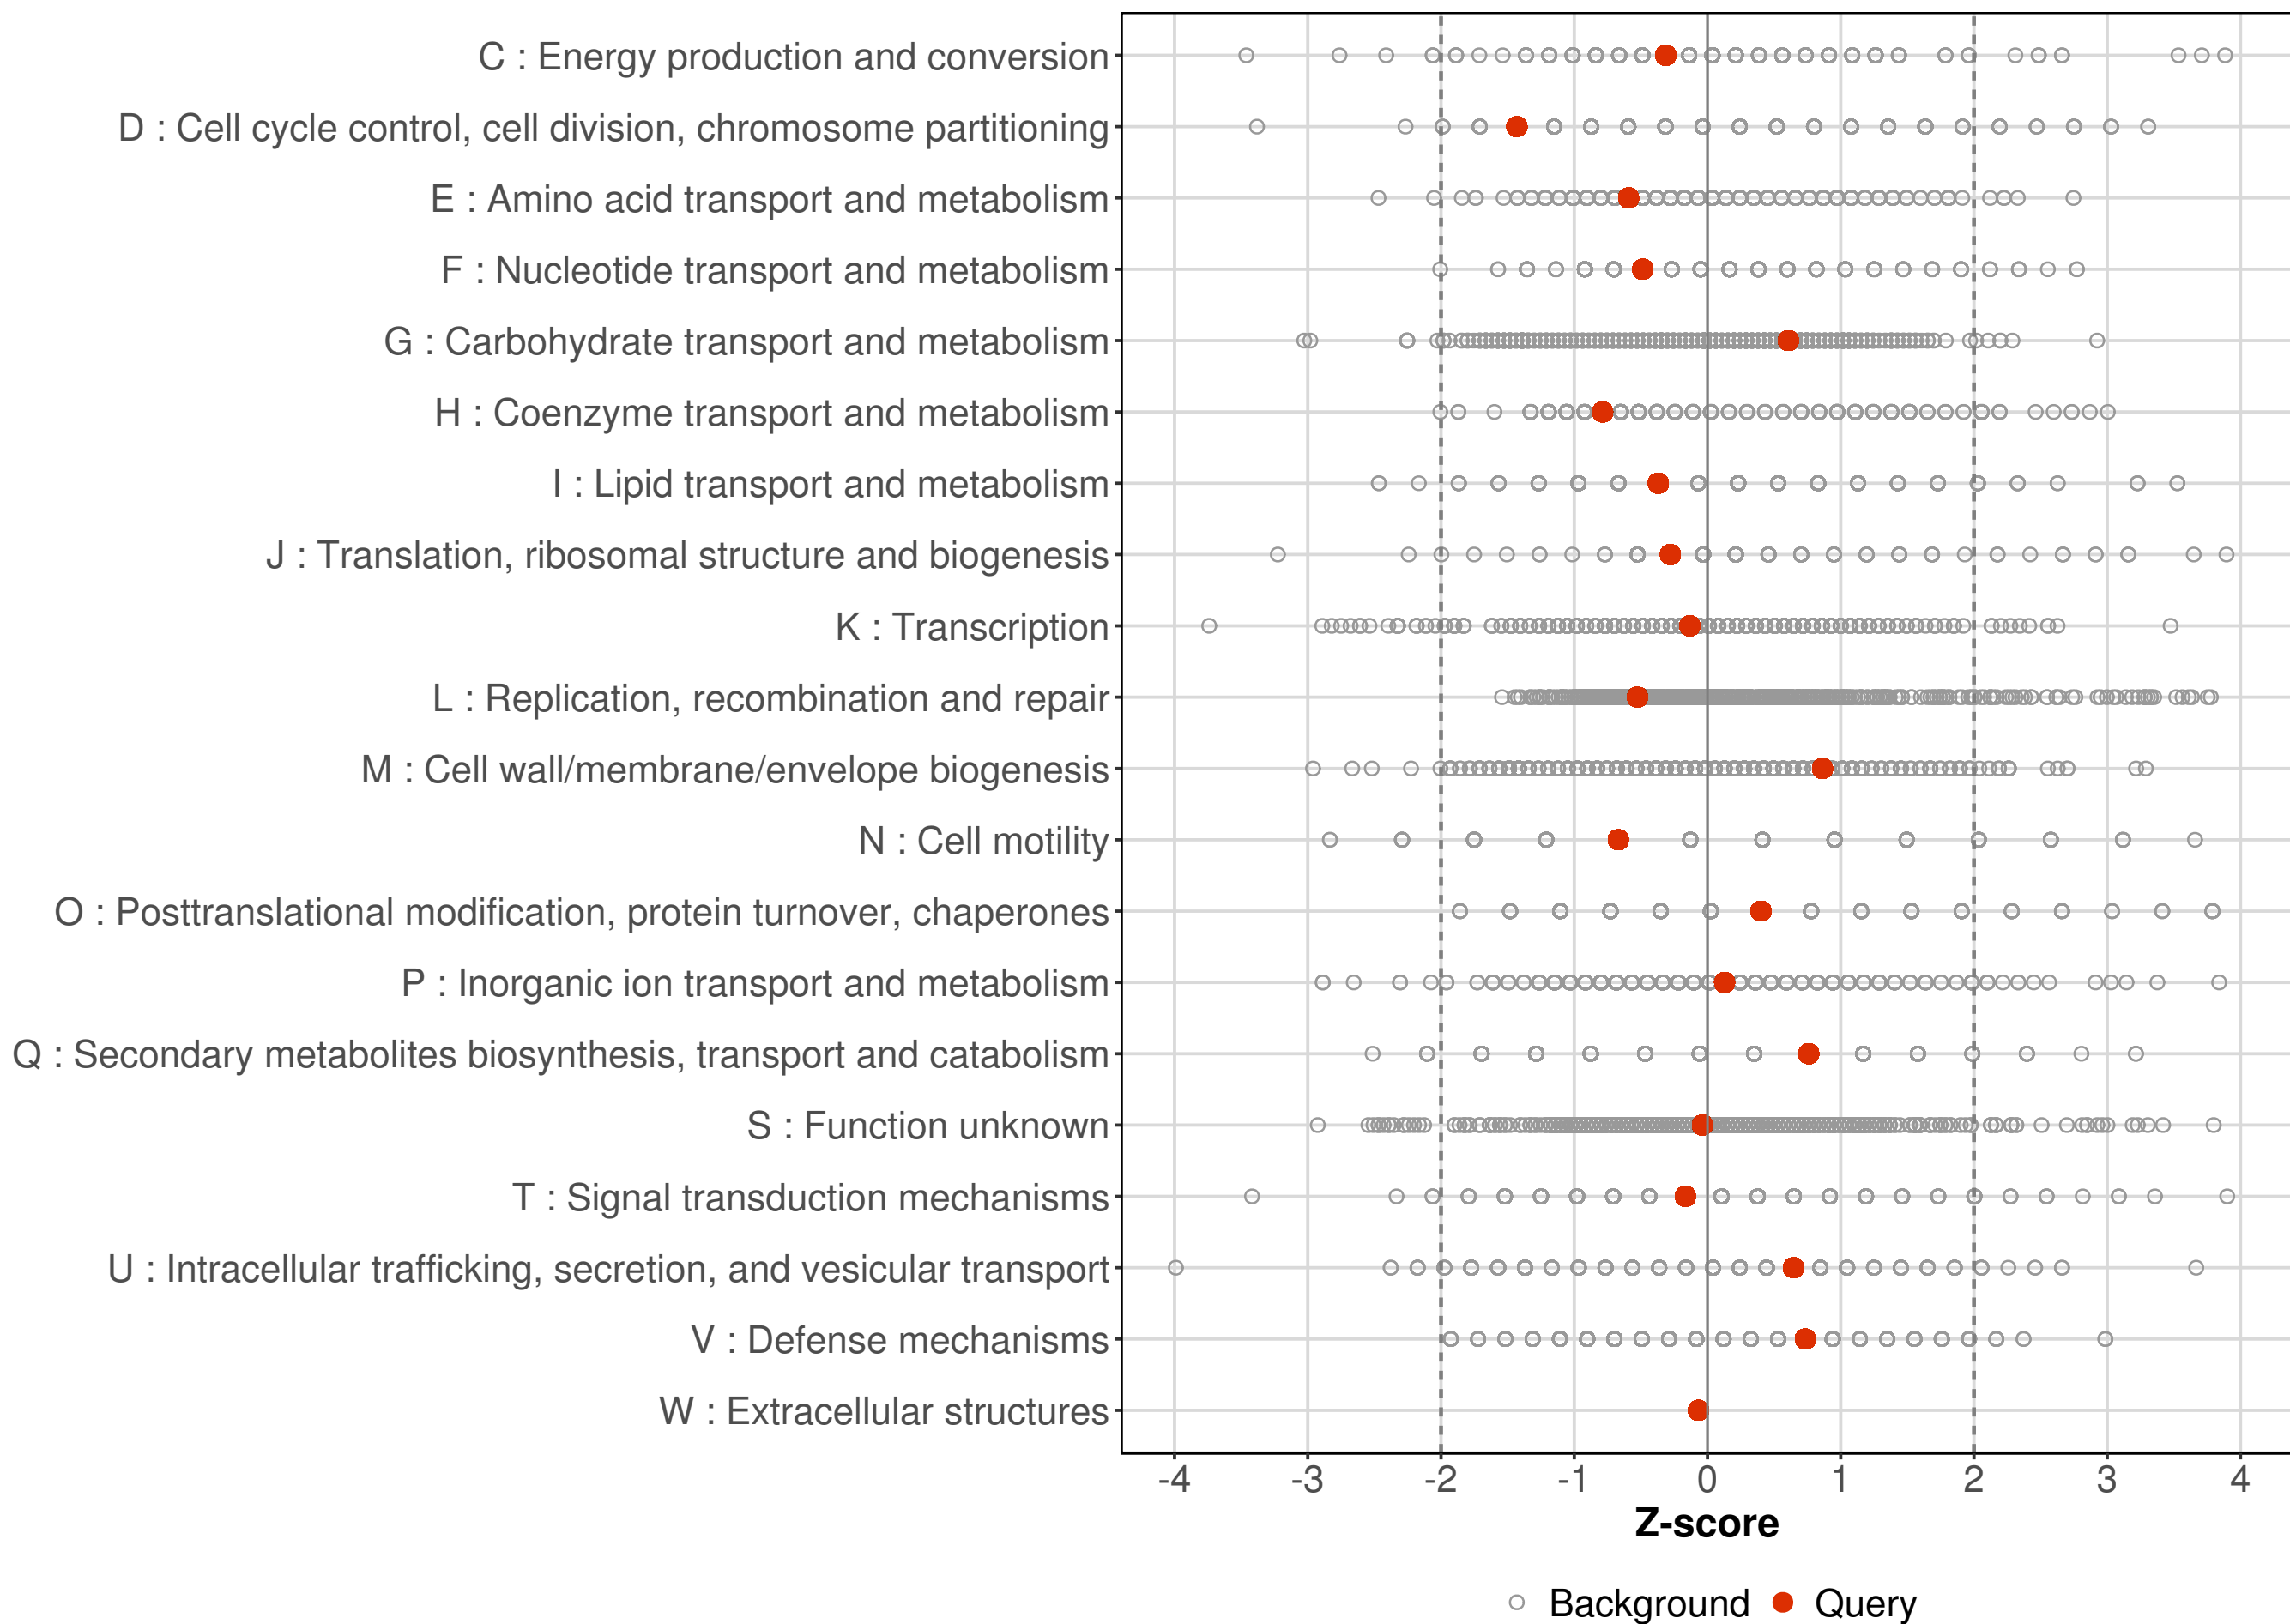 C : Energy production and conversion
D : Cell cycle control, cell division, chromosome partitioning
E : Amino acid transport and metabolism
F : Nucleotide transport and metabolism
G : Carbohydrate transport and metabolism
H : Coenzyme transport and metabolism
I : Lipid transport and metabolism
J : Translation, ribosomal structure and biogenesis
K : Transcription
L : Replication, recombination and repair
M : Cell wall/membrane/envelope biogenesis
N : Cell motility
O : Posttranslational modification, protein turnover, chaperones
P : Inorganic ion transport and metabolism
Q : Secondary metabolites biosynthesis, transport and catabolism
S : Function unknown
T : Signal transduction mechanisms
U : Intracellular trafficking, secretion, and vesicular transport
V : Defense mechanisms
W : Extracellular structures
-4 -3 -2 -1 0 1 2 3 4
Z-score
Background Query